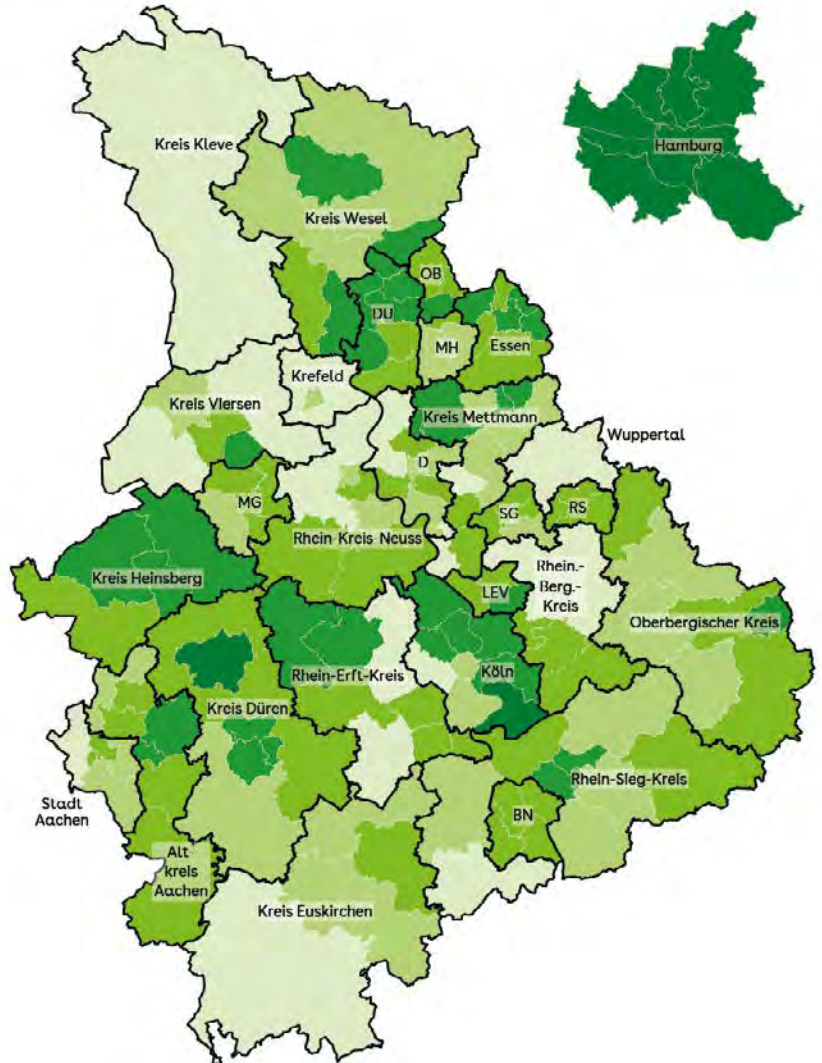 Kreis Kleve
Hamburg
Kreis Wesel
OB
DU
MH
Essen
Krefeld
Kreis Viersen
Kreis Mettmann
Wuppertal
D
MG
SG
RS
Rhein-Kreis-Neuss
Kreis Heinsberg
Rhein.-
Berg.-
Kreis
LEV
Oberbergischer Kreis
Rhein-Erft-Kreis
Köln
Kreis Düren
Rhein-Sieg-Kreis
Stadt
Aachen
BN
Alt
kreis
Aachen
Kreis Euskirchen